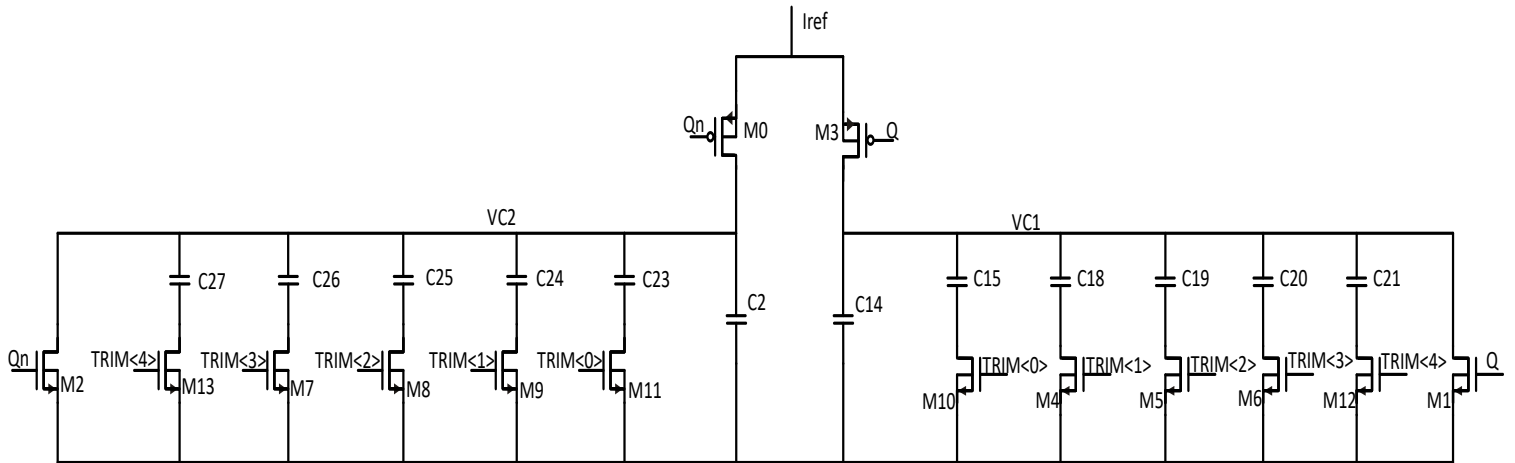 Iref
Qn
M0
M3
Q
VC2
VC1
C27
C26
C25
C24
C23
C2
C14
C15
C18
C19
C20
C21
Qn
M2
TRIM<4>
M13
TRIM<3>
M7
TRIM<2>
M8
TRIM<1>
M9
TRIM<0>
M11
TRIM<0>
M10
TRIM<1>
M4
TRIM<2>
M5
TRIM<3>
M6
TRIM<4>
M12
Q
M1